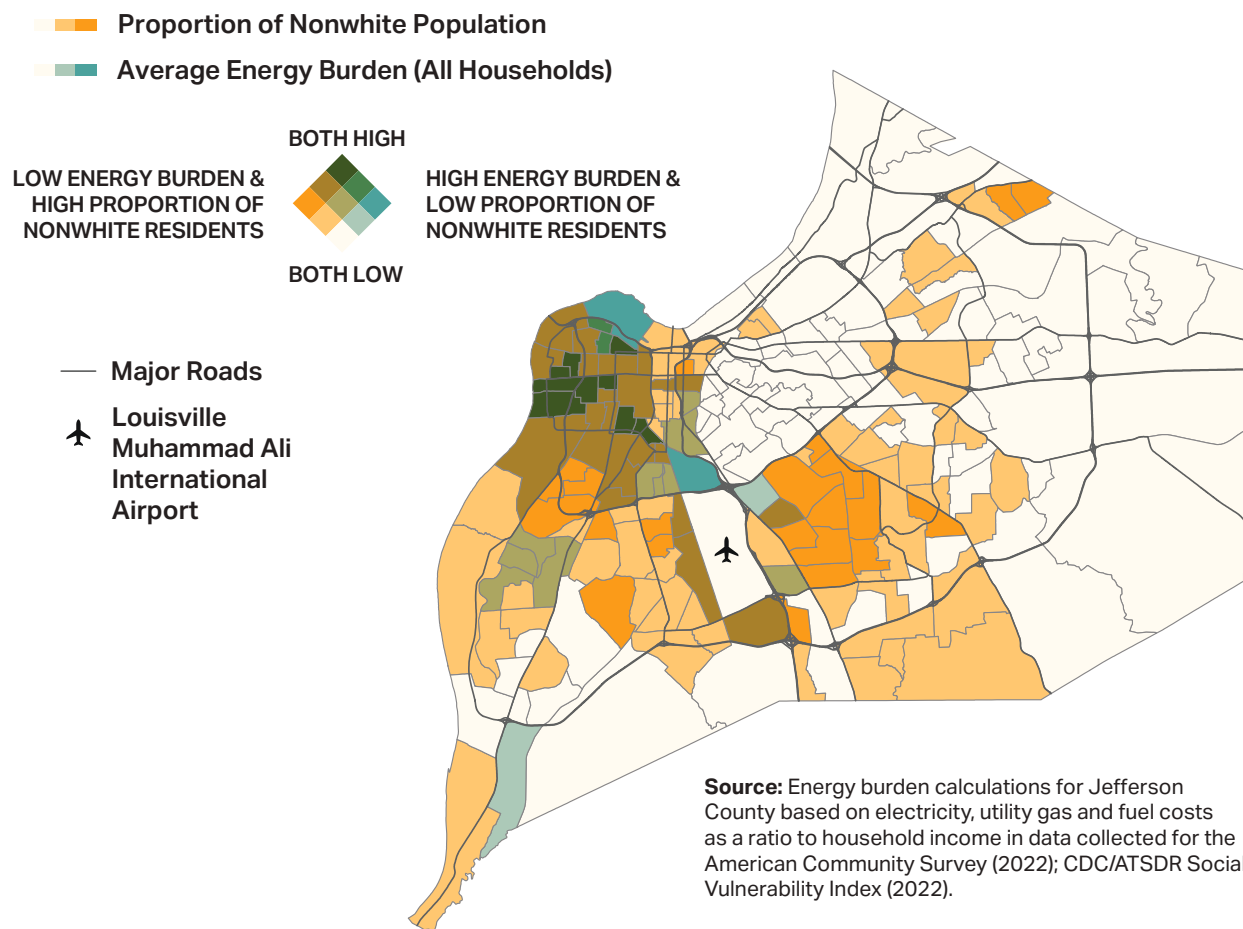 Proportion of Nonwhite Population
Average Energy Burden (All Households)
BOTH HIGH
LOW ENERGY BURDEN &
HIGH PROPORTION OF
NONWHITE RESIDENTS
HIGH ENERGY BURDEN &
LOW PROPORTION OF
NONWHITE RESIDENTS
BOTH LOW
Major Roads
Louisville
Muhammad Ali
International
Airport
Source: Energy burden calculations for Jefferson
County based on electricity, utility gas and fuel costs
as a ratio to household income in data collected for the
American Community Survey (2022); CDC/ATSDR Social
Vulnerability Index (2022).